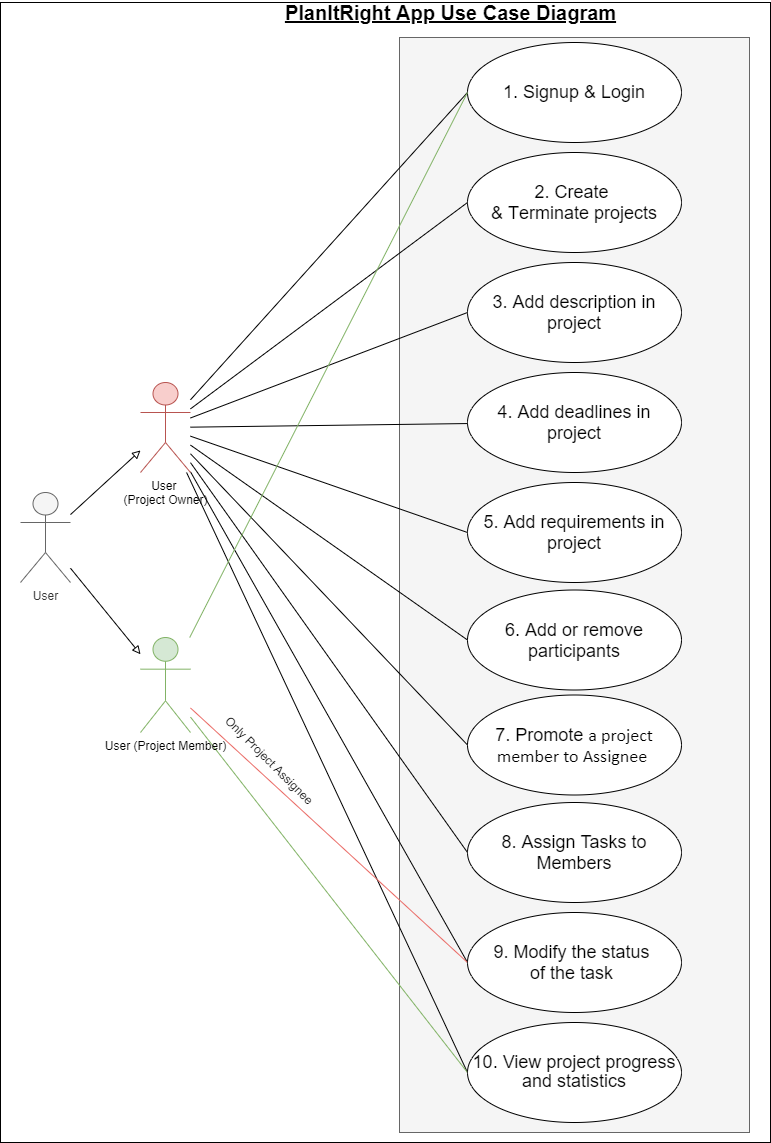 PlanItRight App Use Case Diagram
1. Signup & Login
2. Create
& Terminate projects
3. Add description in
project
4. Add deadlines in
project
User
(Project Owner)
5. Add requirements in
project
User
6. Add or remove
participants
User (Project Member)
Only Project Assignee
7. Promote a project
member to Assignee
8. Assign Tasks to
Members
9. Modify the status
of the task
10. View project progress
and statistics